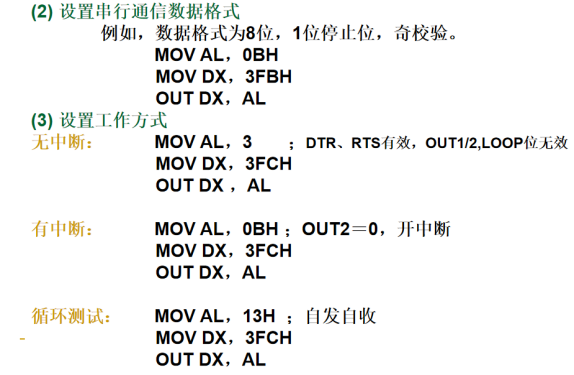 (2) 设置串行通信数据格式
例如，数据格式为8位，1位停止位，奇校验。
MOV AL，0BH
MOV DX，3FBH
OUT DX，AL
(3) 设置工作方式
无中断： MOV AL，3 ；DTR、RTS有效，OUT1/2,LOOP位无效
MOV DX，3FCH
OUT DX ，AL
有中断： MOV AL，0BH ；OUT2＝0，开中断
MOV DX，3FCH
OUT DX，AL
循环测试： MOV AL，13H ；自发自收
MOV DX，3FCH
OUT DX，AL